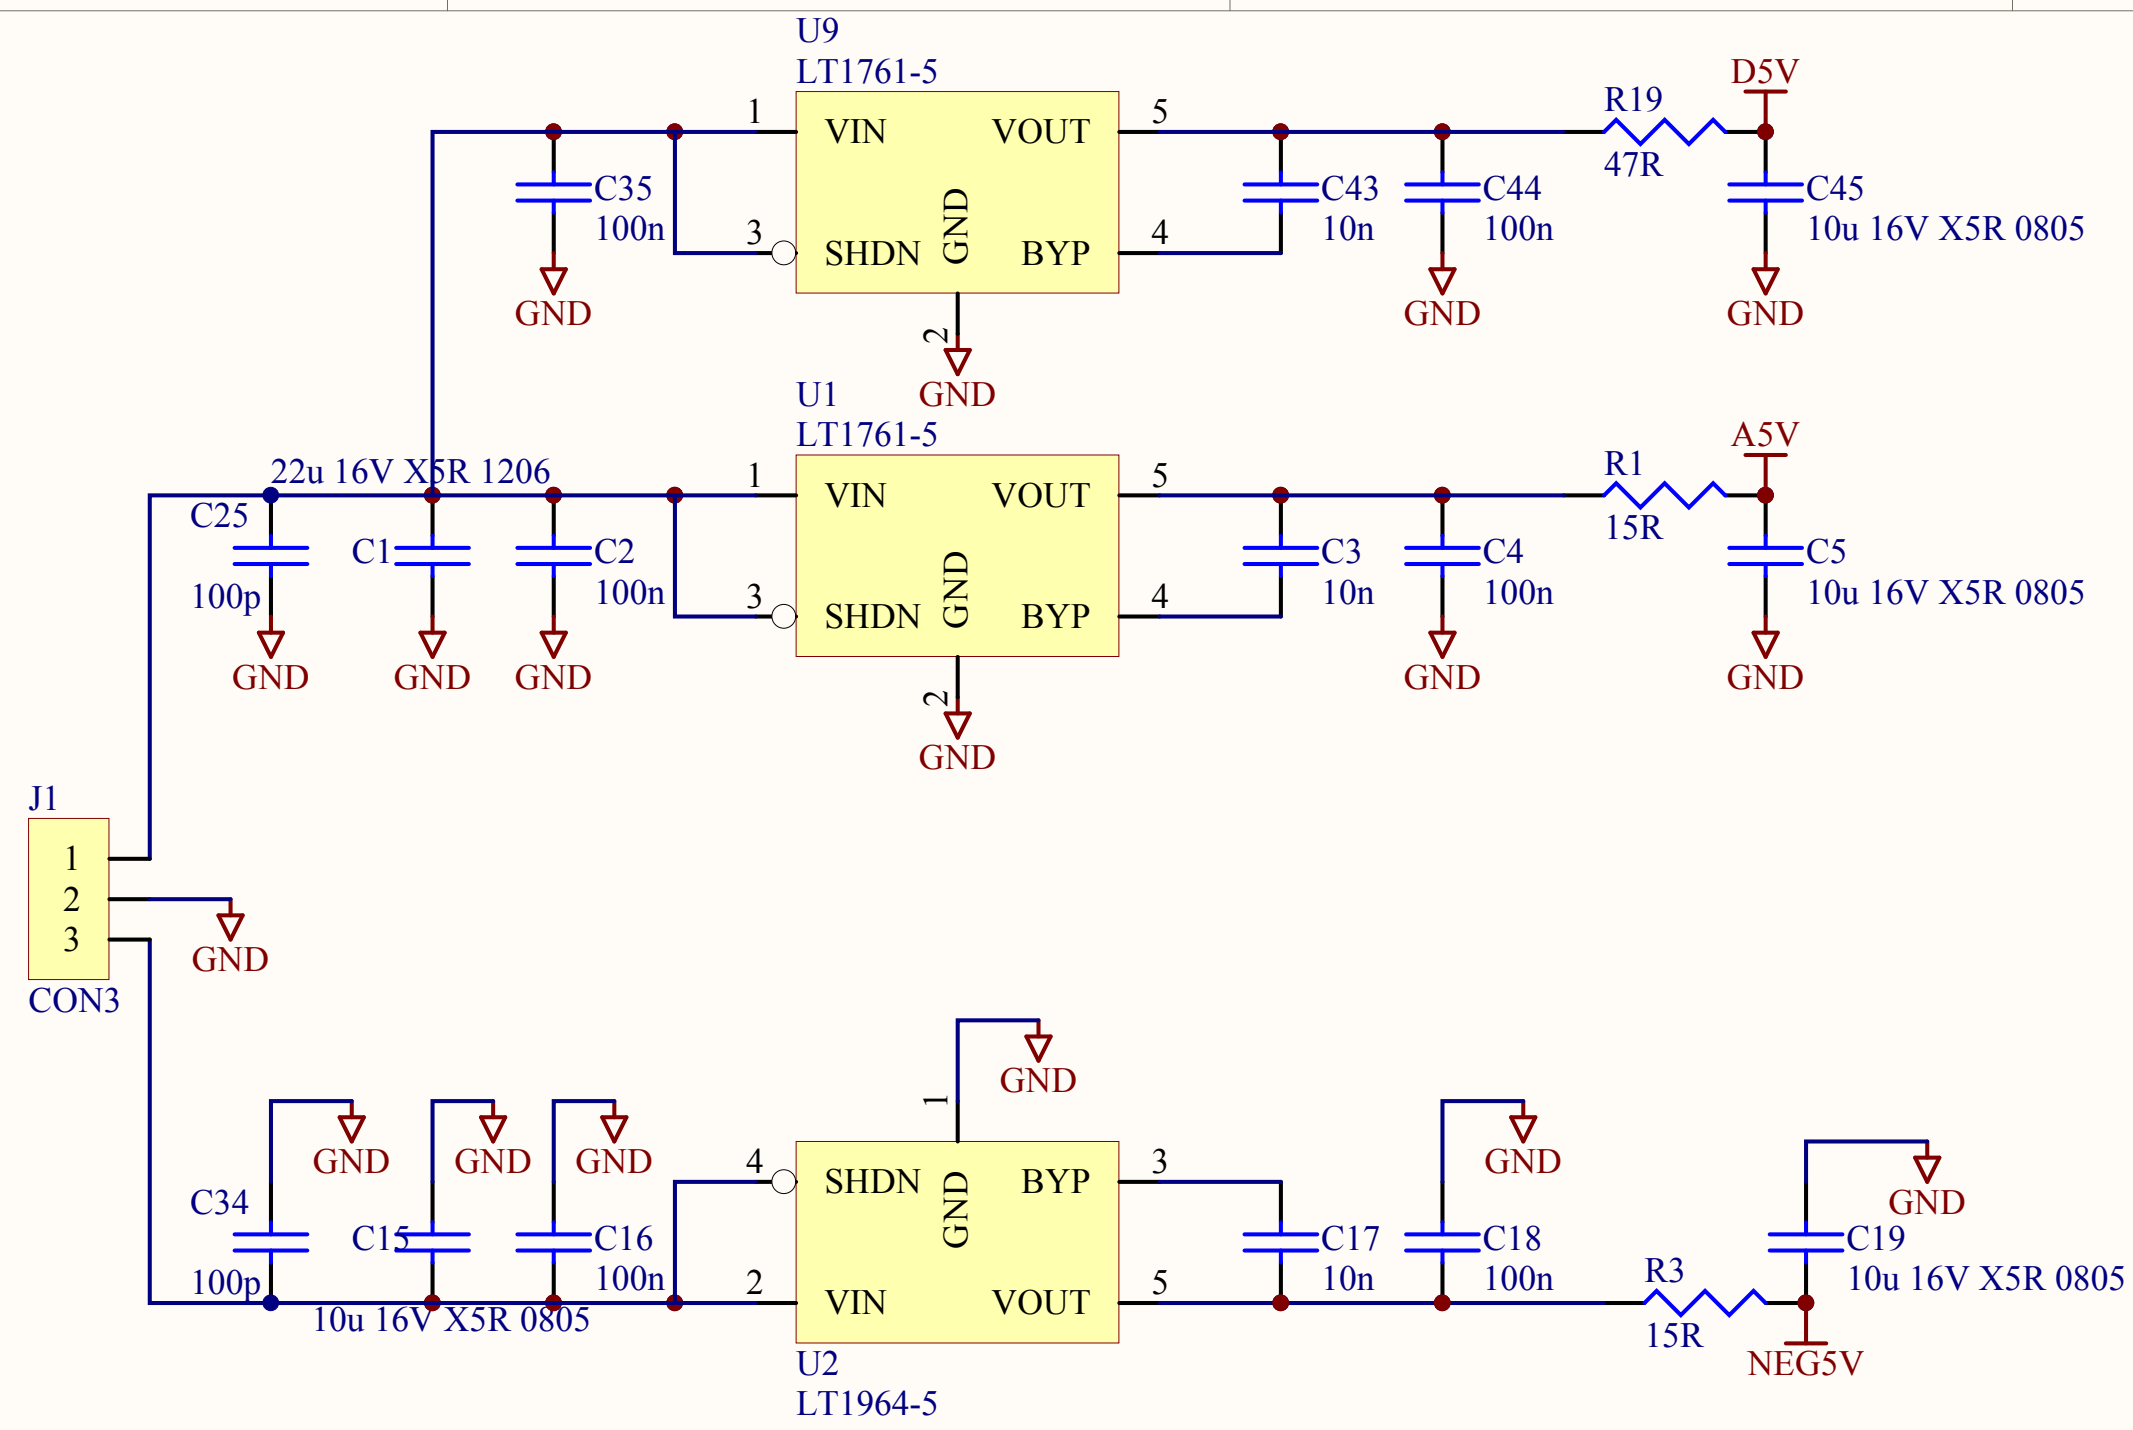 U9
LT1761-5
1
VIN
VOUT
5
3
SHDN
GND
BYP
4
2
GND
C35
100n
GND
C43
10n
C44
100n
GND
R19
47R
D5V
C45
10u 16V X5R 0805
GND
U1
LT1761-5
1
VIN
VOUT
5
3
SHDN
GND
BYP
4
2
GND
22u 16V X5R 1206
C25
100p
GND
C1
GND
C2
100n
GND
C3
10n
C4
100n
GND
R1
15R
A5V
C5
10u 16V X5R 0805
GND
J1
1
2
3
CON3
GND
GND
1
GND
GND
GND
C34
100p
C15
10u 16V X5R 0805
C16
100n
4
SHDN
GND
BYP
3
2
VIN
VOUT
5
U2
LT1964-5
C17
10n
GND
C18
100n
R3
15R
GND
C19
10u 16V X5R 0805
NEG5V